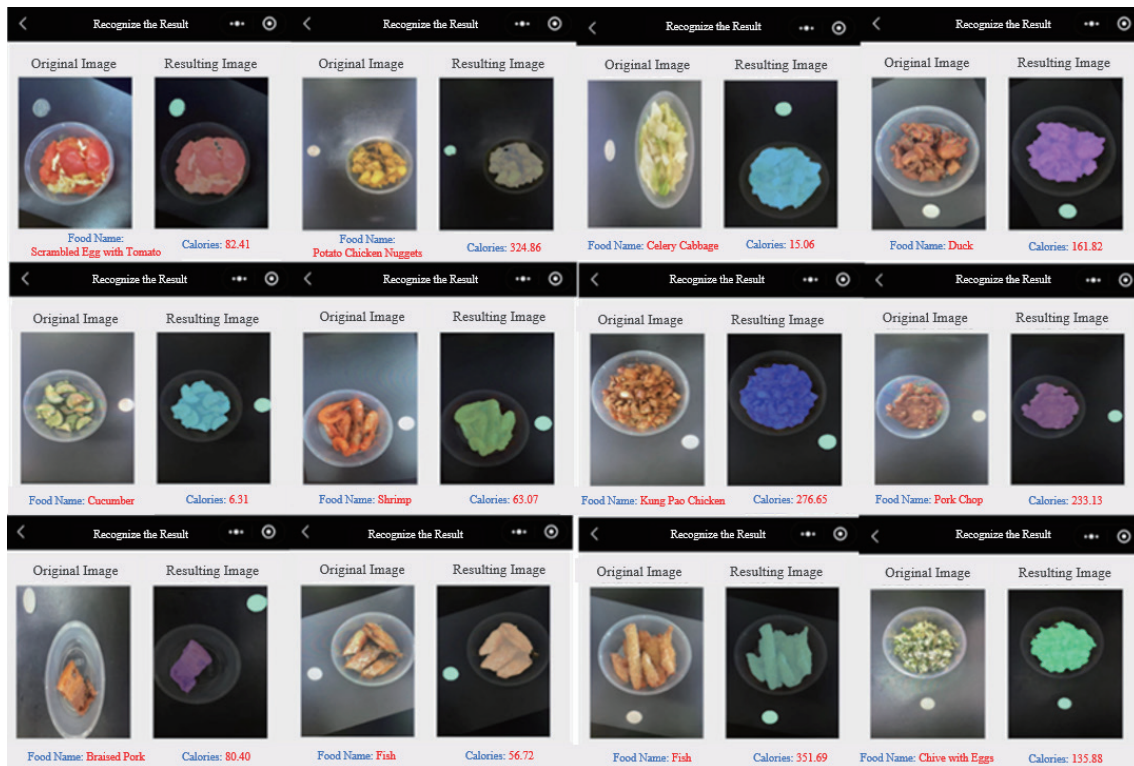 Recognize the Result
Recognize the Result
Recognize the Result
Recognize the Result
Original Image Resulting Image
Original Image Resulting Image
Original Image Resulting Image
Original Image Resulting Image
Food Name:
Scrambled Egg with Tomato
Calories: 82.41
Food Name:
Potato Chicken Nuggets
Calories: 324.86
Food Name: Celery Cabbage
Calories: 15.06
Food Name: Duck
Calories: 161.82
Recognize the Result
Recognize the Result
Recognize the Result
Recognize the Result
Original Image Resulting Image
Original Image Resulting Image
Original Image Resulting Image
Original Image Resulting Image
Food Name: Cucumber
Calories: 6.31
Food Name: Shrimp
Calories: 63.07
Food Name: Kung Pao Chicken
Calories: 276.65
Food Name: Pork Chop
Calories: 233.13
Recognize the Result
Recognize the Result
Recognize the Result
Recognize the Result
Original Image Resulting Image
Original Image Resulting Image
Original Image Resulting Image
Original Image Resulting Image
Food Name: Braised Pork
Calories: 80.40
Food Name: Fish
Calories: 56.72
Food Name: Fish
Calories: 351.69
Food Name: Chive with Eggs
Calories: 135.88